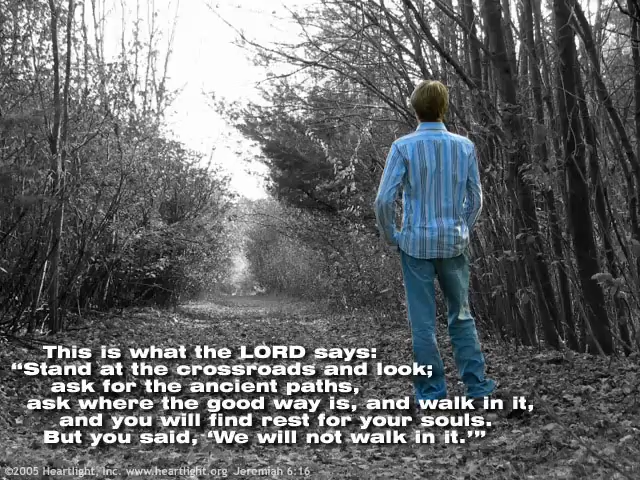 This is what the LORD says:
“Stand at the crossroads and look;
ask for the ancient paths,
ask where the good way is, and walk in it,
and you will find rest for your souls.
But you said, ‘We will not walk in it.’”
©2005 Heartlight, Inc. www.heartlight.org Jeremiah 6:16